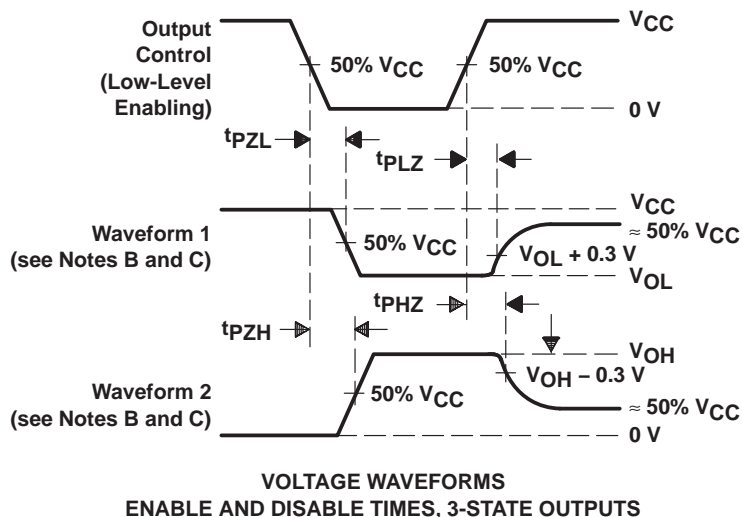 Output
Control
(Low-Level
Enabling)
50% VCC
50% VCC
VCC
0 V
tPZL
tPLZ
Waveform 1
(see Notes B and C)
50% VCC
VCC
≈ 50% VCC
VOL + 0.3 V
VOL
tPZH
tPHZ
Waveform 2
(see Notes B and C)
50% VCC
VOH
VOH – 0.3 V
≈ 50% VCC
0 V
VOLTAGE WAVEFORMS
ENABLE AND DISABLE TIMES, 3-STATE OUTPUTS